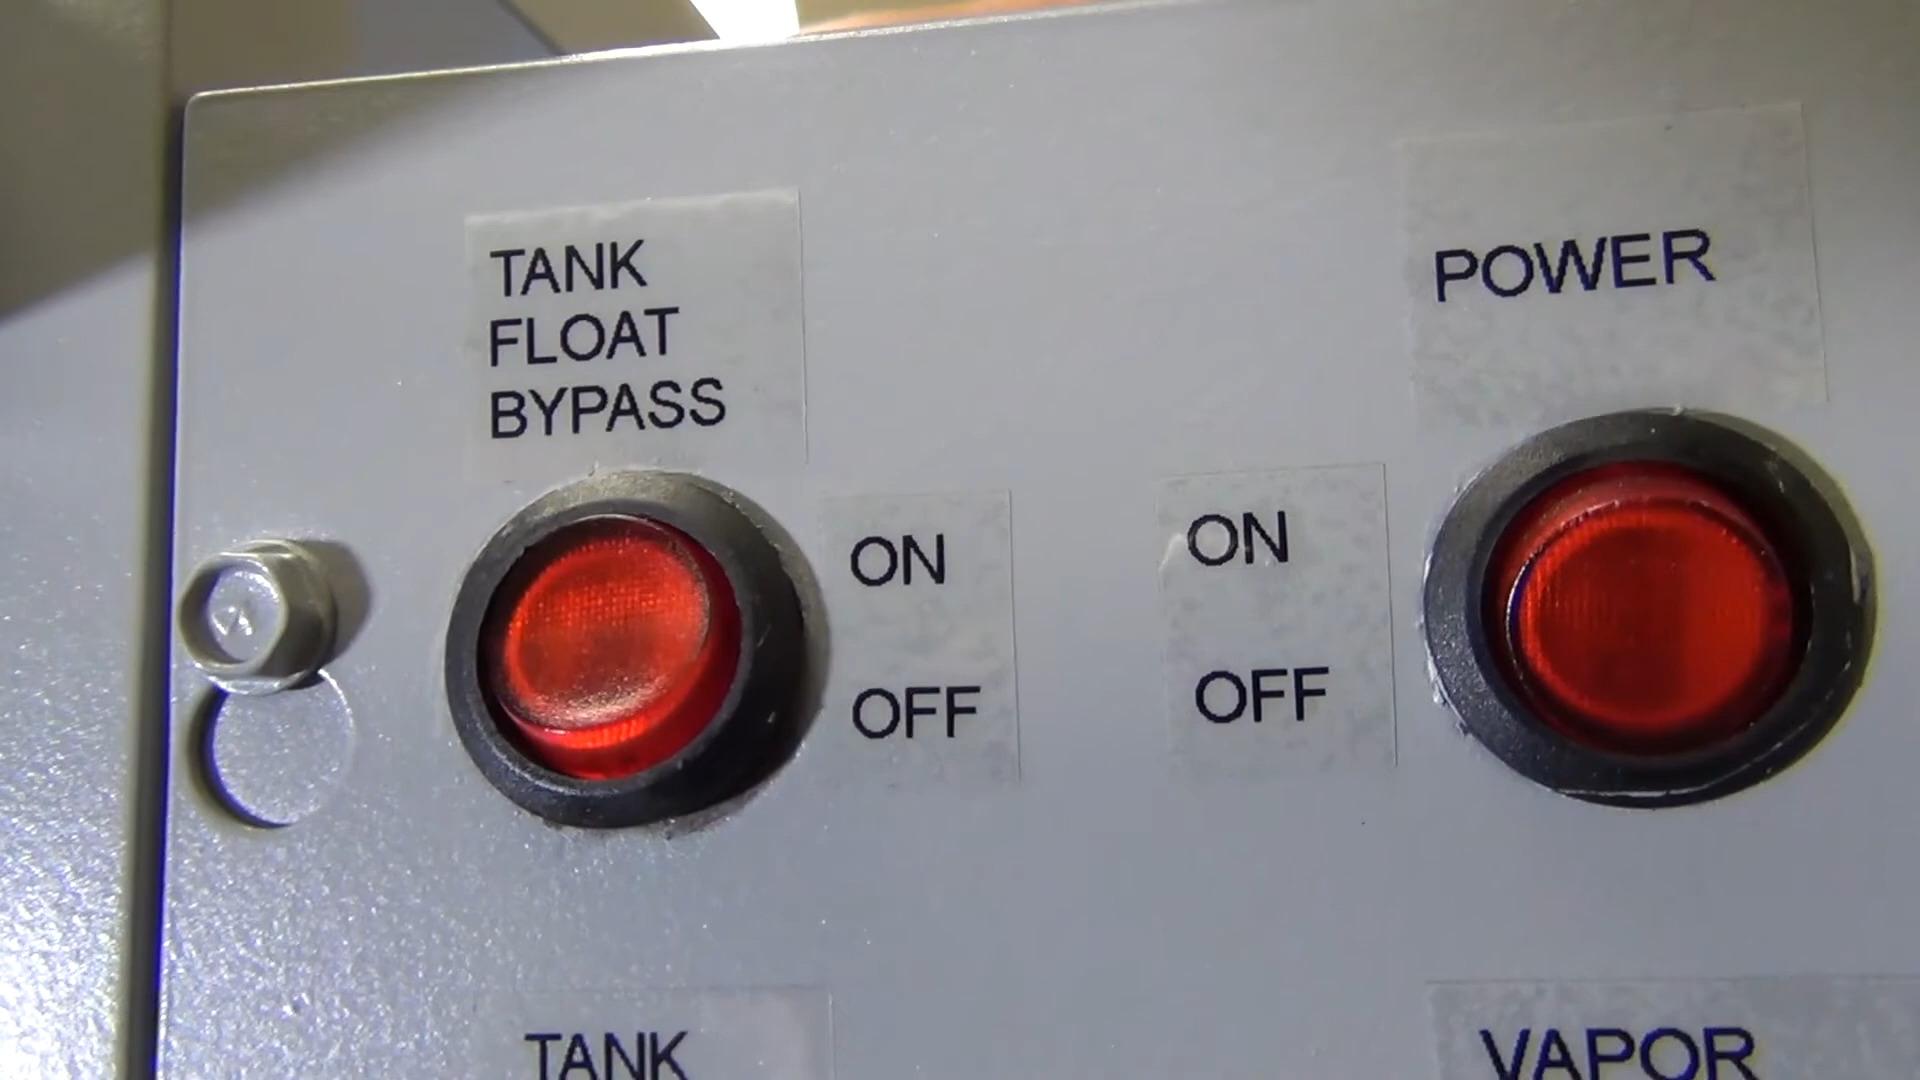 TANK
FLOAT
BYPASS
POWER
ON
OFF
ON
OFF
TANK
VAPOR